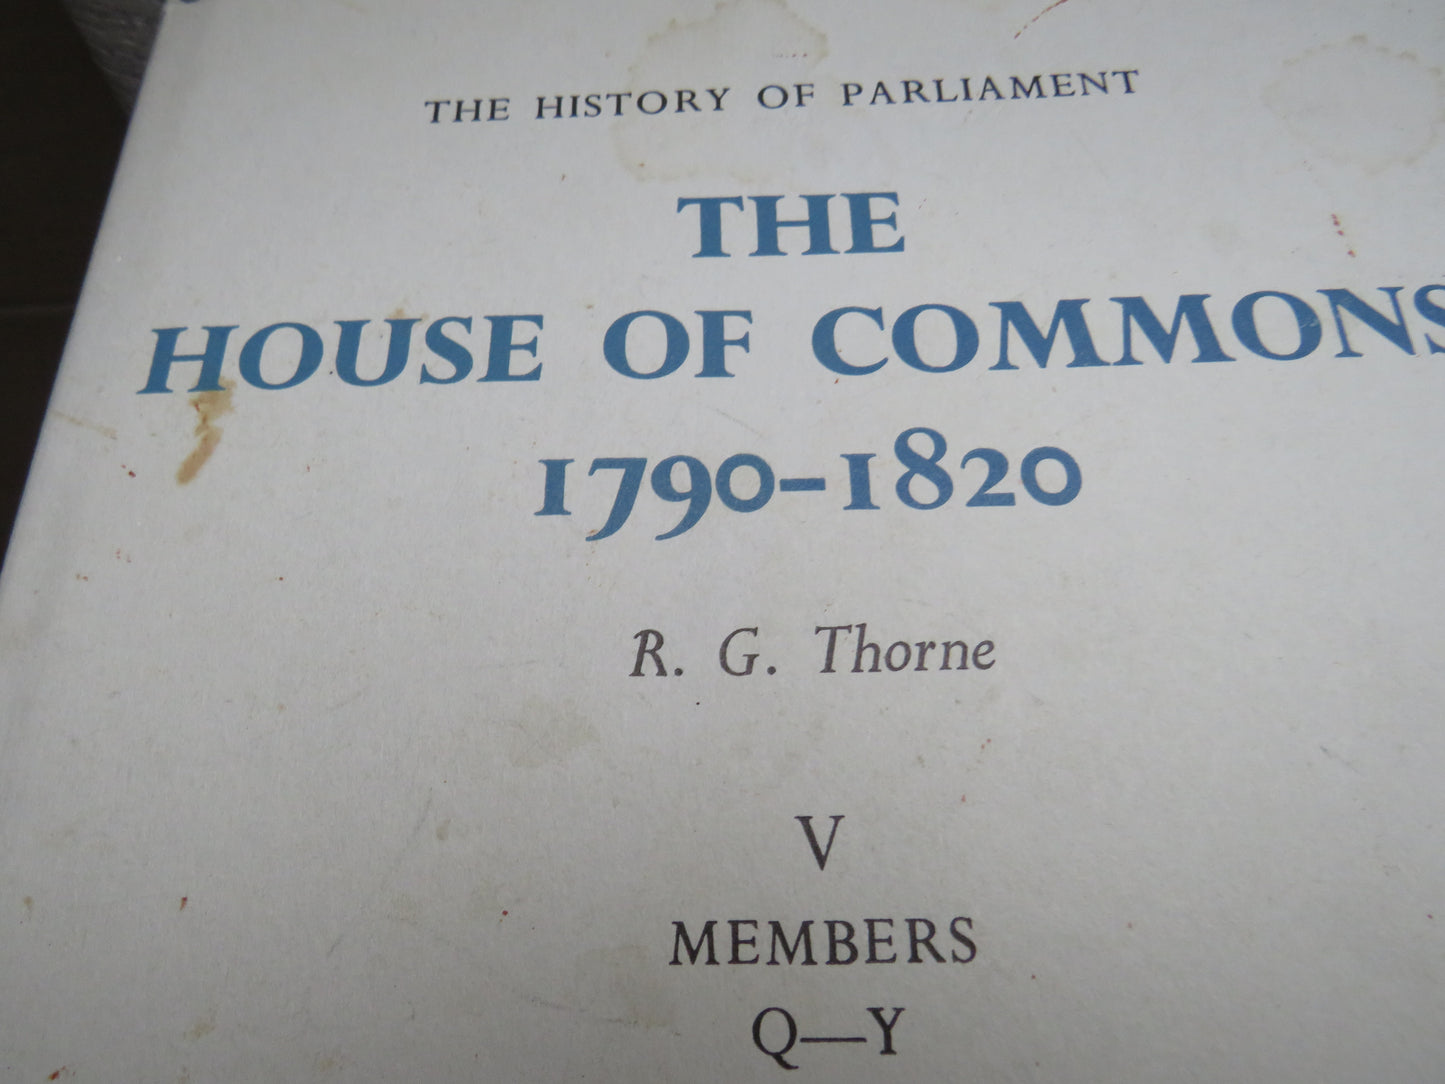 THE HISTORY OF PARLIAMENT
THE
HOUSE OF COMMONS
1790–1820
R. G. Thorne
V
MEMBERS
Q—Y